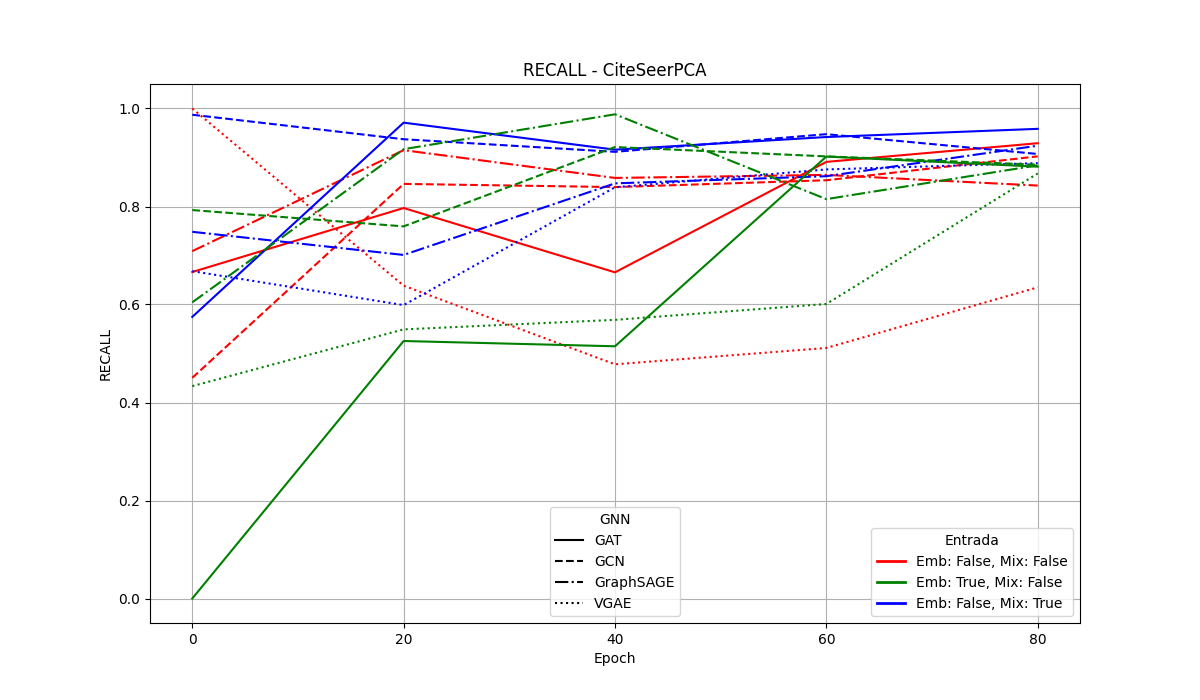 RECALL - CiteSeerPCA
RECALL
1.0
0.8
0.6
0.4
0.2
0.0
GNN
GAT
GCN
GraphSAGE
VGAE
Entrada
Emb: False, Mix: False
Emb: True, Mix: False
Emb: False, Mix: True
0 20 40 60 80
Epoch